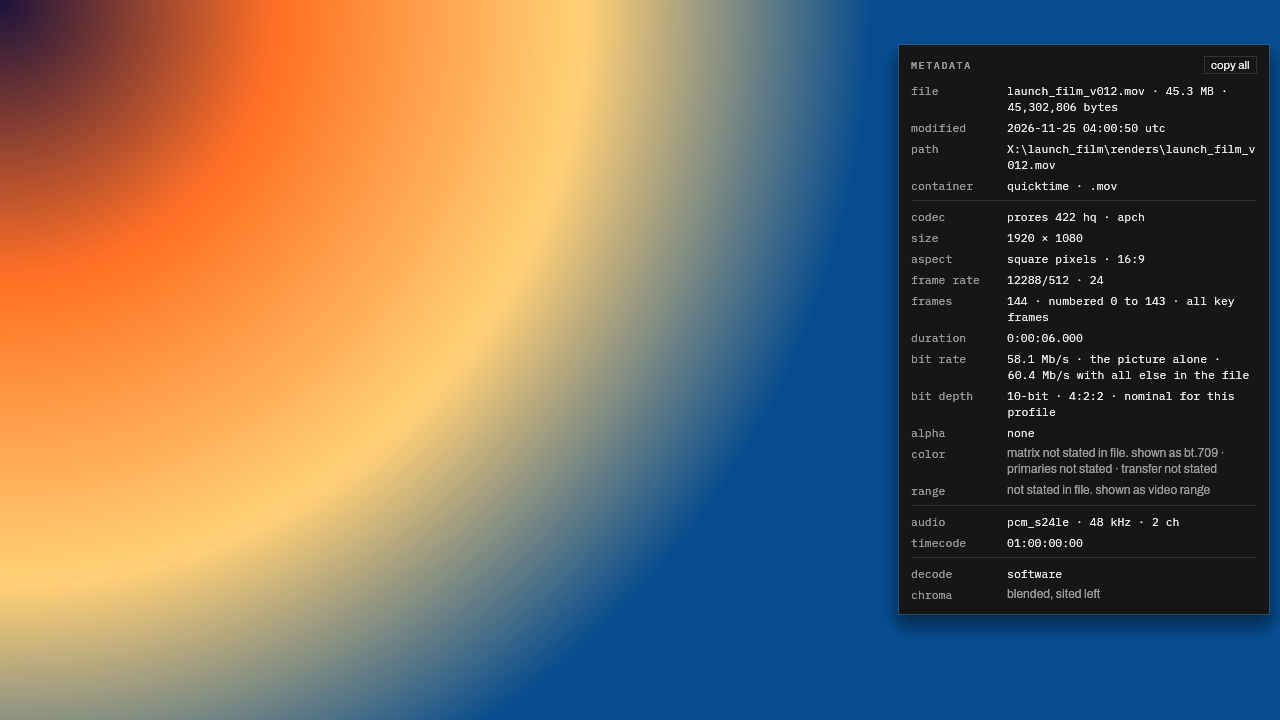 METADATA
copy all
file launch_film_v012.mov · 45.3 MB ·
45,302,806 bytes
modified 2026-11-25 04:00:50 utc
path X:\launch_film\renders\launch_film_v
012.mov
container quicktime · .mov
codec prores 422 hq · apch
size 1920 × 1080
aspect square pixels · 16:9
frame rate 12288/512 · 24
frames 144 · numbered 0 to 143 · all key
frames
duration 0:00:06.000
bit rate 58.1 Mb/s · the picture alone ·
60.4 Mb/s with all else in the file
bit depth 10-bit · 4:2:2 · nominal for this
profile
alpha none
color matrix not stated in file. shown as bt.709 ·
primaries not stated · transfer not stated
range not stated in file. shown as video range
audio pcm_s24le · 48 kHz · 2 ch
timecode 01:00:00:00
decode software
chroma blended, sited left